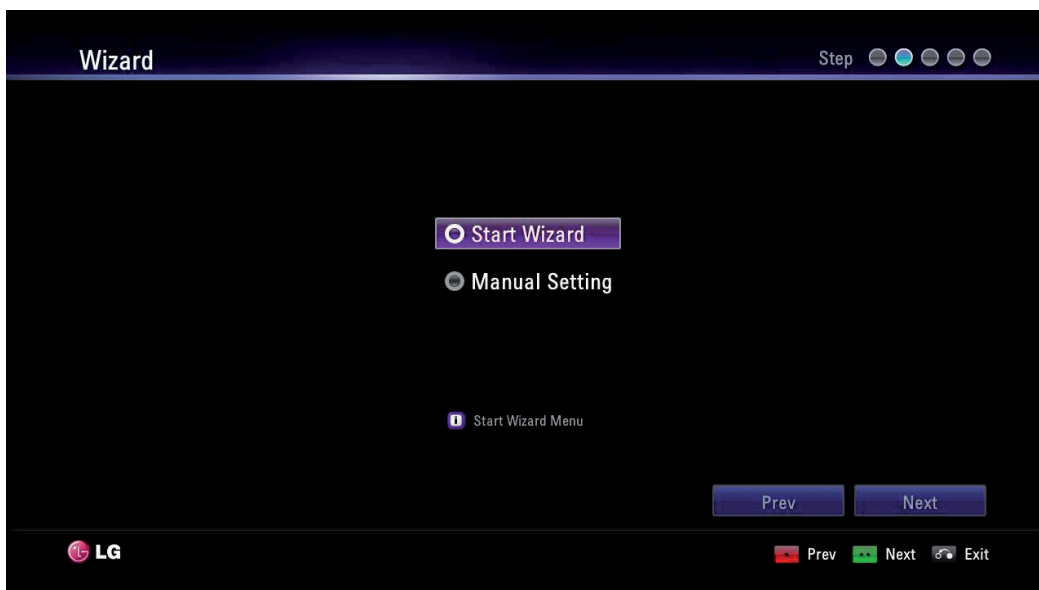 Wizard
Step
Start Wizard
Manual Setting
Start Wizard Menu
Prev Next
LG
Prev Next Exit